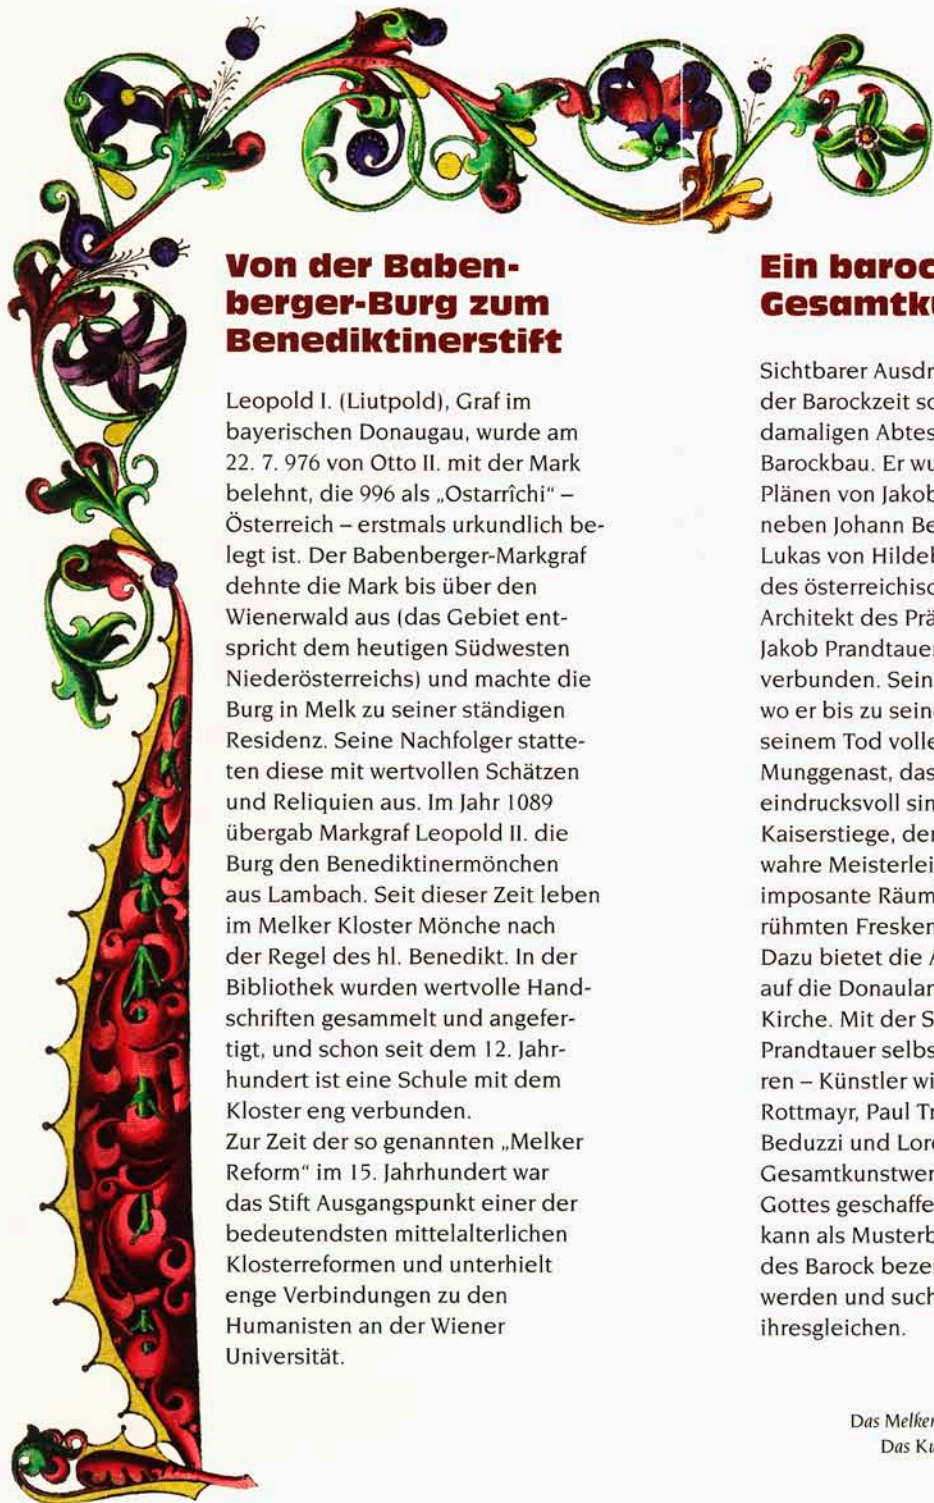 Von der Baben-
berger-Burg zum
Benediktinerstift
Leopold I. (Liutpold), Graf im
bayerischen Donaugau, wurde am
22. 7. 976 von Otto II. mit der Mark
belehnt, die 996 als „Ostarrîchi“ –
Österreich – erstmals urkundlich be-
legt ist. Der Babenberger-Markgraf
dehnte die Mark bis über den
Wienerwald aus (das Gebiet ent-
spricht dem heutigen Südwesten
Niederösterreichs) und machte die
Burg in Melk zu seiner ständigen
Residenz. Seine Nachfolger statte-
ten diese mit wertvollen Schätzen
und Reliquien aus. Im Jahr 1089
übergab Markgraf Leopold II. die
Burg den Benediktinermönchen
aus Lambach. Seit dieser Zeit leben
im Melker Kloster Mönche nach
der Regel des hl. Benedikt. In der
Bibliothek wurden wertvolle Hand-
schriften gesammelt und angefer-
tigt, und schon seit dem 12. Jahr-
hundert ist eine Schule mit dem
Kloster eng verbunden.
Zur Zeit der so genannten „Melker
Reform“ im 15. Jahrhundert war
das Stift Ausgangspunkt einer der
bedeutendsten mittelalterlichen
Klosterreformen und unterhielt
enge Verbindungen zu den
Humanisten an der Wiener
Universität.
Ein baroc
Gesamtku
Sichtbarer Ausdr
der Barockzeit so
damaligen Abtes
Barockbau. Er wu
Plänen von Jakob
neben Johann Be
Lukas von Hildeb
des österreichisc
Architekt des Prä
Jakob Prandtauer
verbunden. Sein
wo er bis zu sein
seinem Tod volle
Munggenast, das
eindrucksvoll sin
Kaiserstiege, der
wahre Meisterlei
imposante Räum
rühmten Fresken
Dazu bietet die A
auf die Donaulan
Kirche. Mit der S
Prandtauer selbs
ren – Künstler wi
Rottmayr, Paul Tr
Beduzzi und Lore
Gesamtkunstwer
Gottes geschaffe
kann als Musterb
des Barock bezei
werden und such
ihresgleichen.
Das Melker
Das Ku